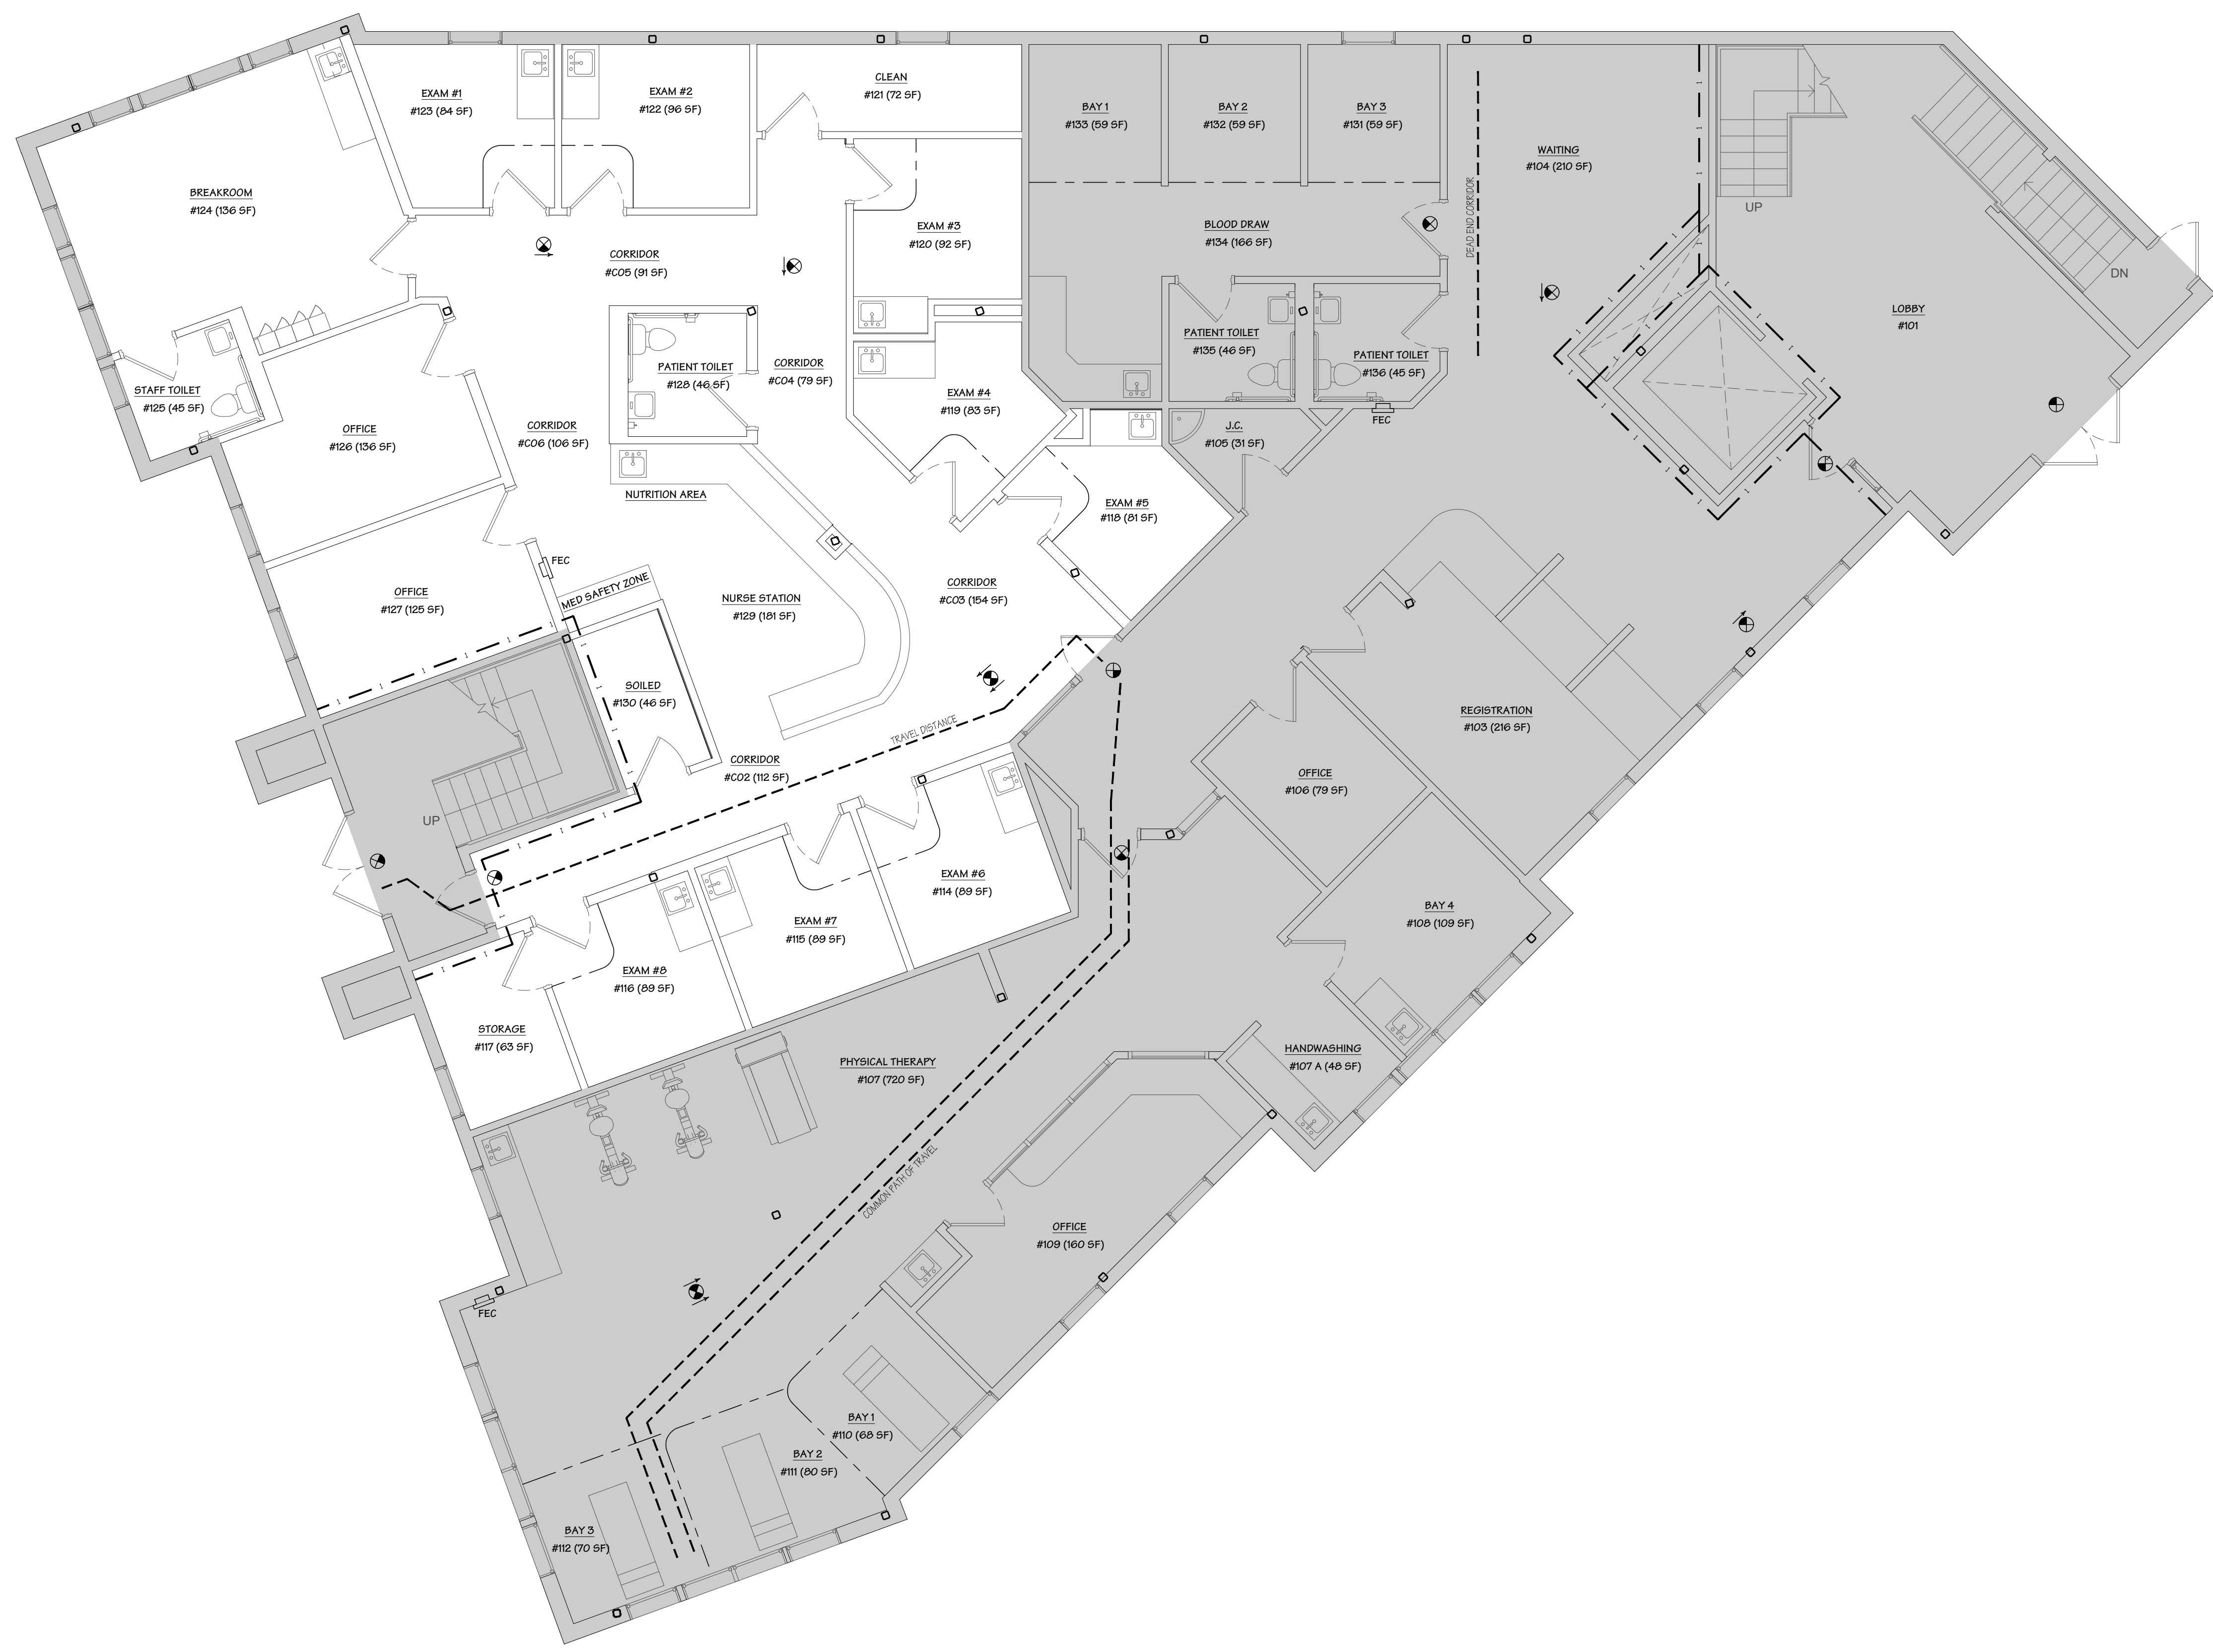 EXAM #1
#123 (84 SF)
EXAM #2
#122 (96 SF)
CLEAN
#121 (72 SF)
BAY 1
#133 (59 SF)
BAY 2
#132 (59 SF)
BAY 3
#131 (59 SF)
WAITING
#104 (210 SF)
BREAKROOM
#124 (136 SF)
UP
DEAD END CORRIDOR
EXAM #3
#120 (92 SF)
BLOOD DRAW
#134 (166 SF)
CORRIDOR
#C05 (91 SF)
DN
LOBBY
#101
PATIENT TOILET
#135 (46 SF)
PATIENT TOILET
#136 (45 SF)
PATIENT TOILET
#128 (46 SF)
CORRIDOR
#C04 (79 SF)
STAFF TOILET
#125 (45 SF)
EXAM #4
#119 (83 SF)
FEC
OFFICE
#126 (136 SF)
CORRIDOR
#C06 (106 SF)
J.C.
#105 (31 SF)
NUTRITION AREA
EXAM #5
#118 (81 SF)
FEC
MED SAFETY ZONE
OFFICE
#127 (125 SF)
NURSE STATION
#129 (181 SF)
CORRIDOR
#C03 (154 SF)
SOILED
#130 (46 SF)
REGISTRATION
#103 (216 SF)
TRAVEL DISTANCE
CORRIDOR
#C02 (112 SF)
OFFICE
#106 (79 SF)
UP
EXAM #6
#114 (89 SF)
EXAM #7
#115 (89 SF)
BAY 4
#108 (109 SF)
EXAM #8
#116 (89 SF)
STORAGE
#117 (63 SF)
PHYSICAL THERAPY
#107 (720 SF)
HANDWASHING
#107 A (48 SF)
COMMON PATH OF TRAVEL
OFFICE
#109 (160 SF)
FEC
BAY 1
#110 (68 SF)
BAY 2
#111 (80 SF)
BAY 3
#112 (70 SF)